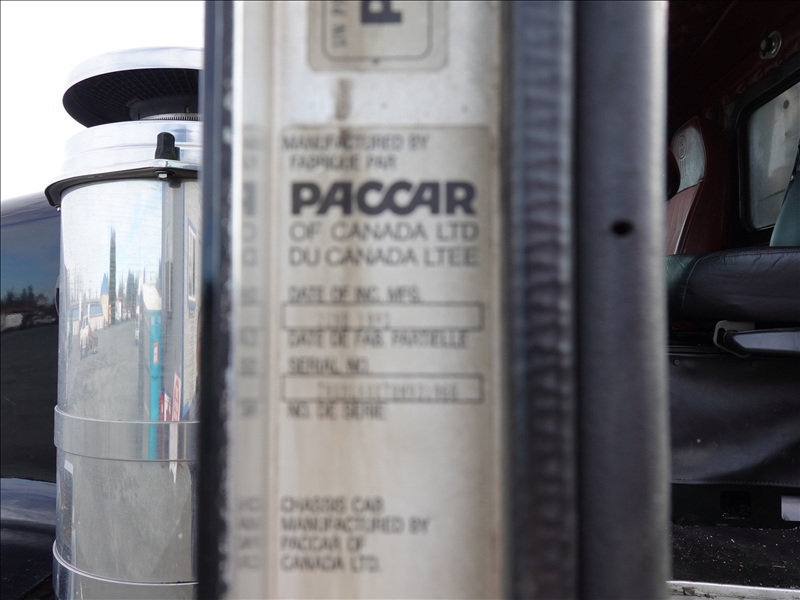 MANUFACTURED BY
FABRIQUE PAR
PACCAR
OF CANADA LTD
DU CANADA LTEE
DATE OF INC. MFG.
DATE DE FAB. PARTIELLE
SERIAL NO.
NO. DE SERIE
CHASSIS CAB
MANUFACTURED BY
PACCAR OF
CANADA LTD.